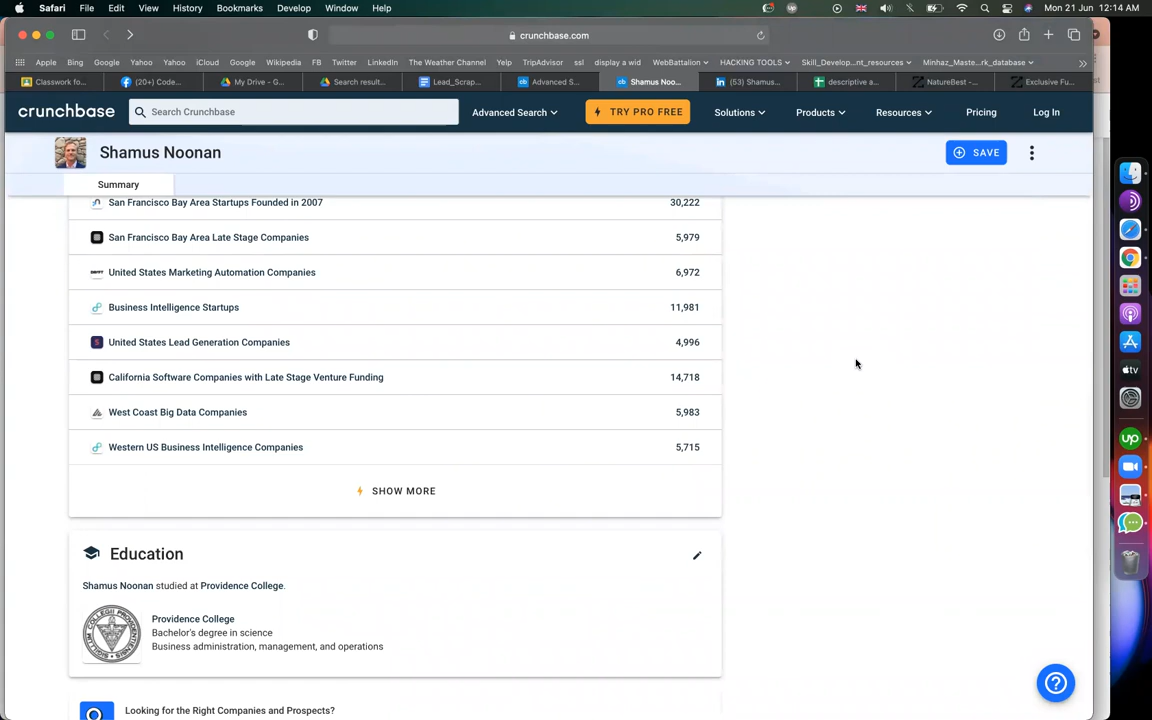 Safari File Edit View History Bookmarks Develop Window Help
Mon 21 Jun 12:14 AM
crunchbase.com
Apple Bing Google Yahoo Yahoo iCloud Google Wikipedia FB Twitter LinkedIn The Weather Channel Yelp TripAdvisor ssl display a wid WebBattalion HACKING TOOLS Skill_Develop...nt_resources Minhaz_Maste...rk_database
Classwork fo... (20+) Code... My Drive – G... Search result... Lead_Scrap... Advanced S... Shamus Noo... (53) Shamus... descriptive a... NatureBest -... Exclusive Fu...
crunchbase Search Crunchbase Advanced Search TRY PRO FREE Solutions Products Resources Pricing Log In
Shamus Noonan SAVE
Summary
San Francisco Bay Area Startups Founded in 2007 30,222
San Francisco Bay Area Late Stage Companies 5,979
United States Marketing Automation Companies 6,972
Business Intelligence Startups 11,981
United States Lead Generation Companies 4,996
California Software Companies with Late Stage Venture Funding 14,718
West Coast Big Data Companies 5,983
Western US Business Intelligence Companies 5,715
SHOW MORE
Education
Shamus Noonan studied at Providence College.
Providence College
Bachelor's degree in science
Business administration, management, and operations
Looking for the Right Companies and Prospects?
tv
up